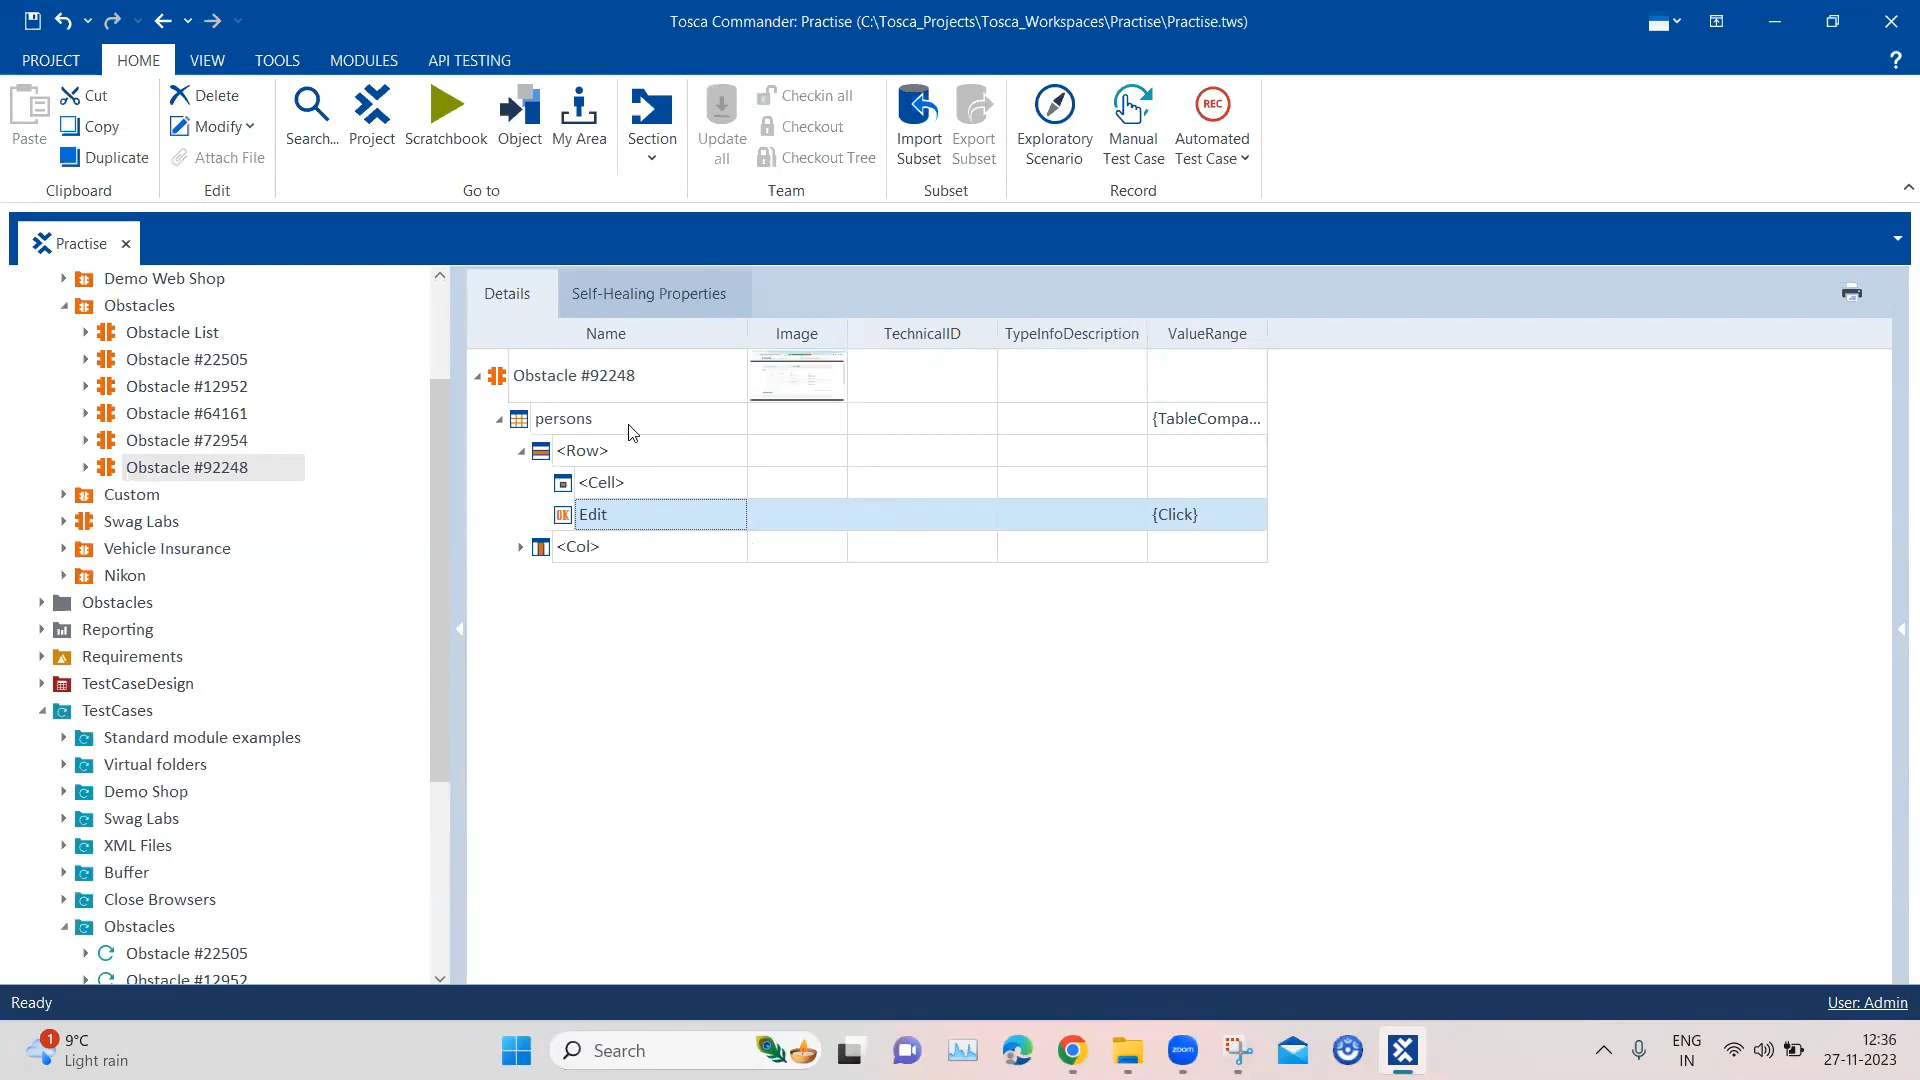 Tosca Commander: Practise (C:\Tosca_Projects\Tosca_Workspaces\Practise\Practise.tws)
PROJECT HOME VIEW TOOLS MODULES API TESTING ?
Paste Cut Copy Duplicate
Clipboard
Delete Modify Attach File
Edit
Search... Project Scratchbook Object My Area
Go to
Section
Update all Checkin all Checkout Checkout Tree
Team
Import Subset Export Subset
Subset
Exploratory Scenario Manual Test Case REC Automated Test Case
Record
Practise
Demo Web Shop
Obstacles
Obstacle List
Obstacle #22505
Obstacle #12952
Obstacle #64161
Obstacle #72954
Obstacle #92248
Custom
Swag Labs
Vehicle Insurance
Nikon
Obstacles
Reporting
Requirements
TestCaseDesign
TestCases
Standard module examples
Virtual folders
Demo Shop
Swag Labs
XML Files
Buffer
Close Browsers
Obstacles
Obstacle #22505
Obstacle #12952
Details Self-Healing Properties
Name Image TechnicalID TypeInfoDescription ValueRange
Obstacle #92248
persons {TableCompa...
<Row>
<Cell>
OK Edit {Click}
<Col>
Ready User: Admin
1 9°C
Light rain
Search
zoom
ENG
IN
12:36
27-11-2023